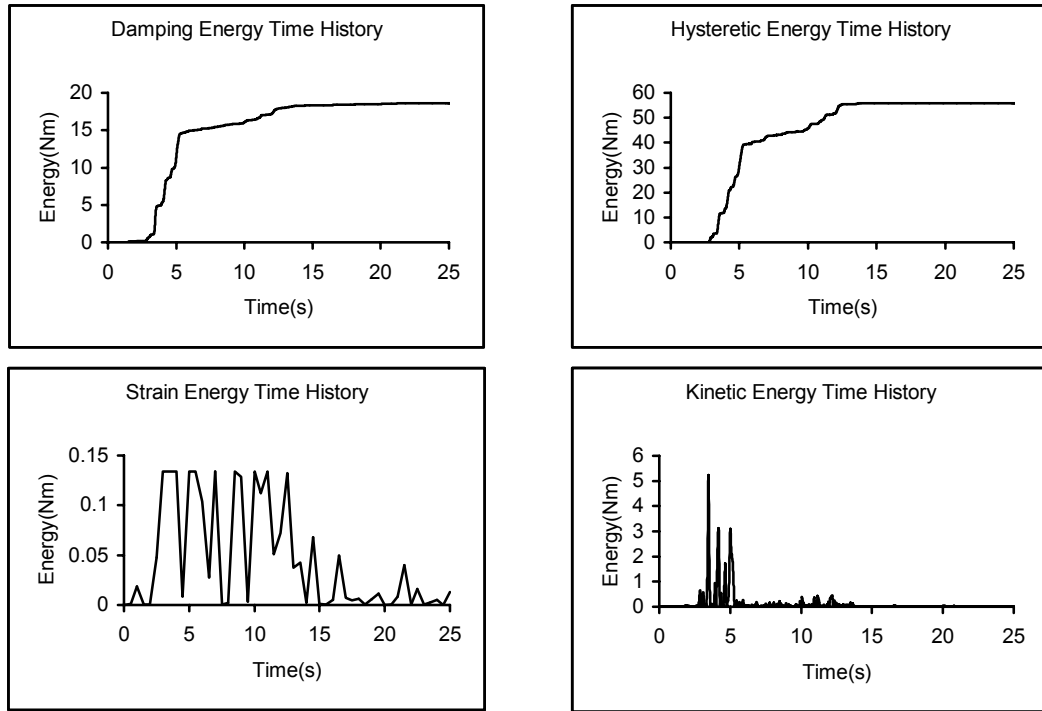 Damping Energy Time History
Energy(Nm)
20
15
10
5
0
0 5 10 15 20 25
Time(s)
Hysteretic Energy Time History
Energy(Nm)
60
50
40
30
20
10
0
0 5 10 15 20 25
Time(s)
Strain Energy Time History
Energy(Nm)
0.15
0.1
0.05
0
0 5 10 15 20 25
Time(s)
Kinetic Energy Time History
Energy(Nm)
6
5
4
3
2
1
0
0 5 10 15 20 25
Time(s)